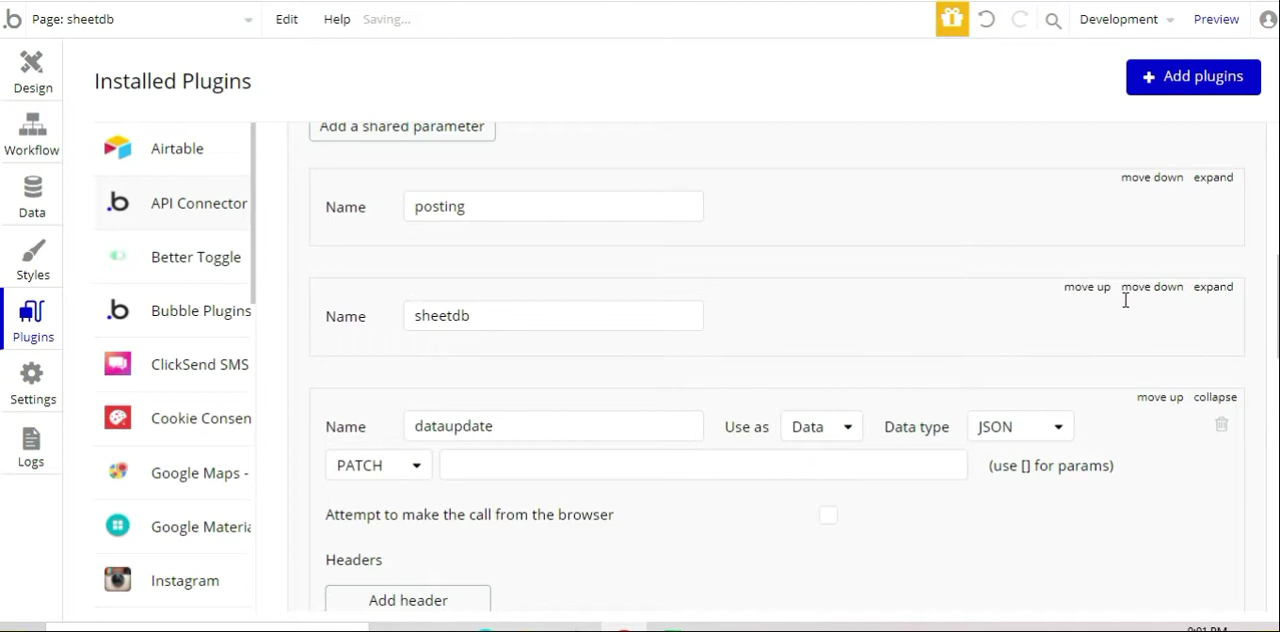 Page: sheetdb
Edit
Help
Saving...
Development
Preview
Design
Workflow
Data
Styles
Plugins
Settings
Logs
Installed Plugins
Add plugins
Airtable
API Connector
Better Toggle
Bubble Plugins
ClickSend SMS
Cookie Consen
Google Maps -
Google Materia
Instagram
Add a shared parameter
move down expand
Name posting
move up move down expand
Name sheetdb
move up collapse
Name dataupdate Use as Data Data type JSON
PATCH (use [] for params)
Attempt to make the call from the browser
Headers
Add header